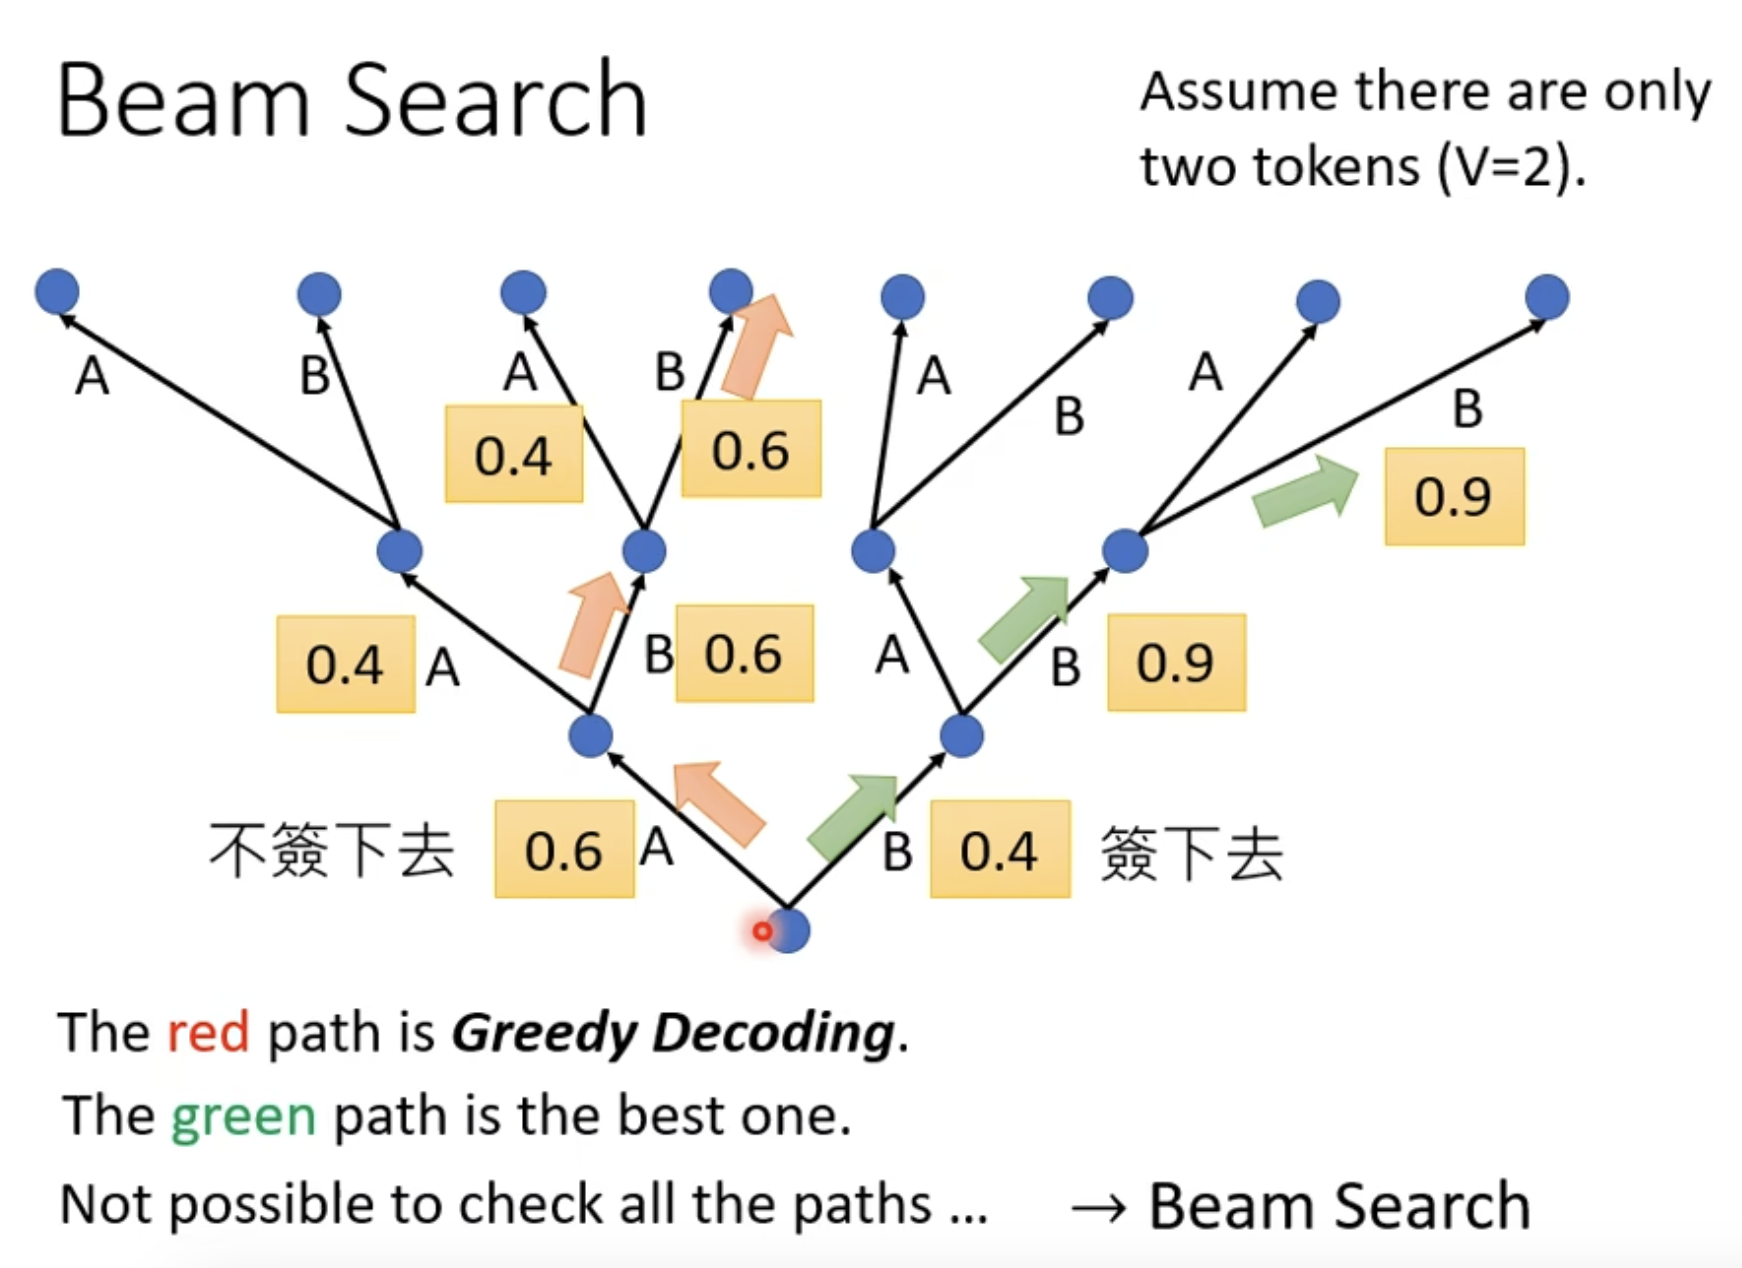 Beam Search
Assume there are only
two tokens (V=2).
A
B
A
B
A
B
A
B
0.4
0.6
0.9
0.4
A
B
0.6
A
B
0.9
不簽下去
0.6
A
B
0.4
簽下去
The red path is Greedy Decoding.
The green path is the best one.
Not possible to check all the paths ...
→ Beam Search